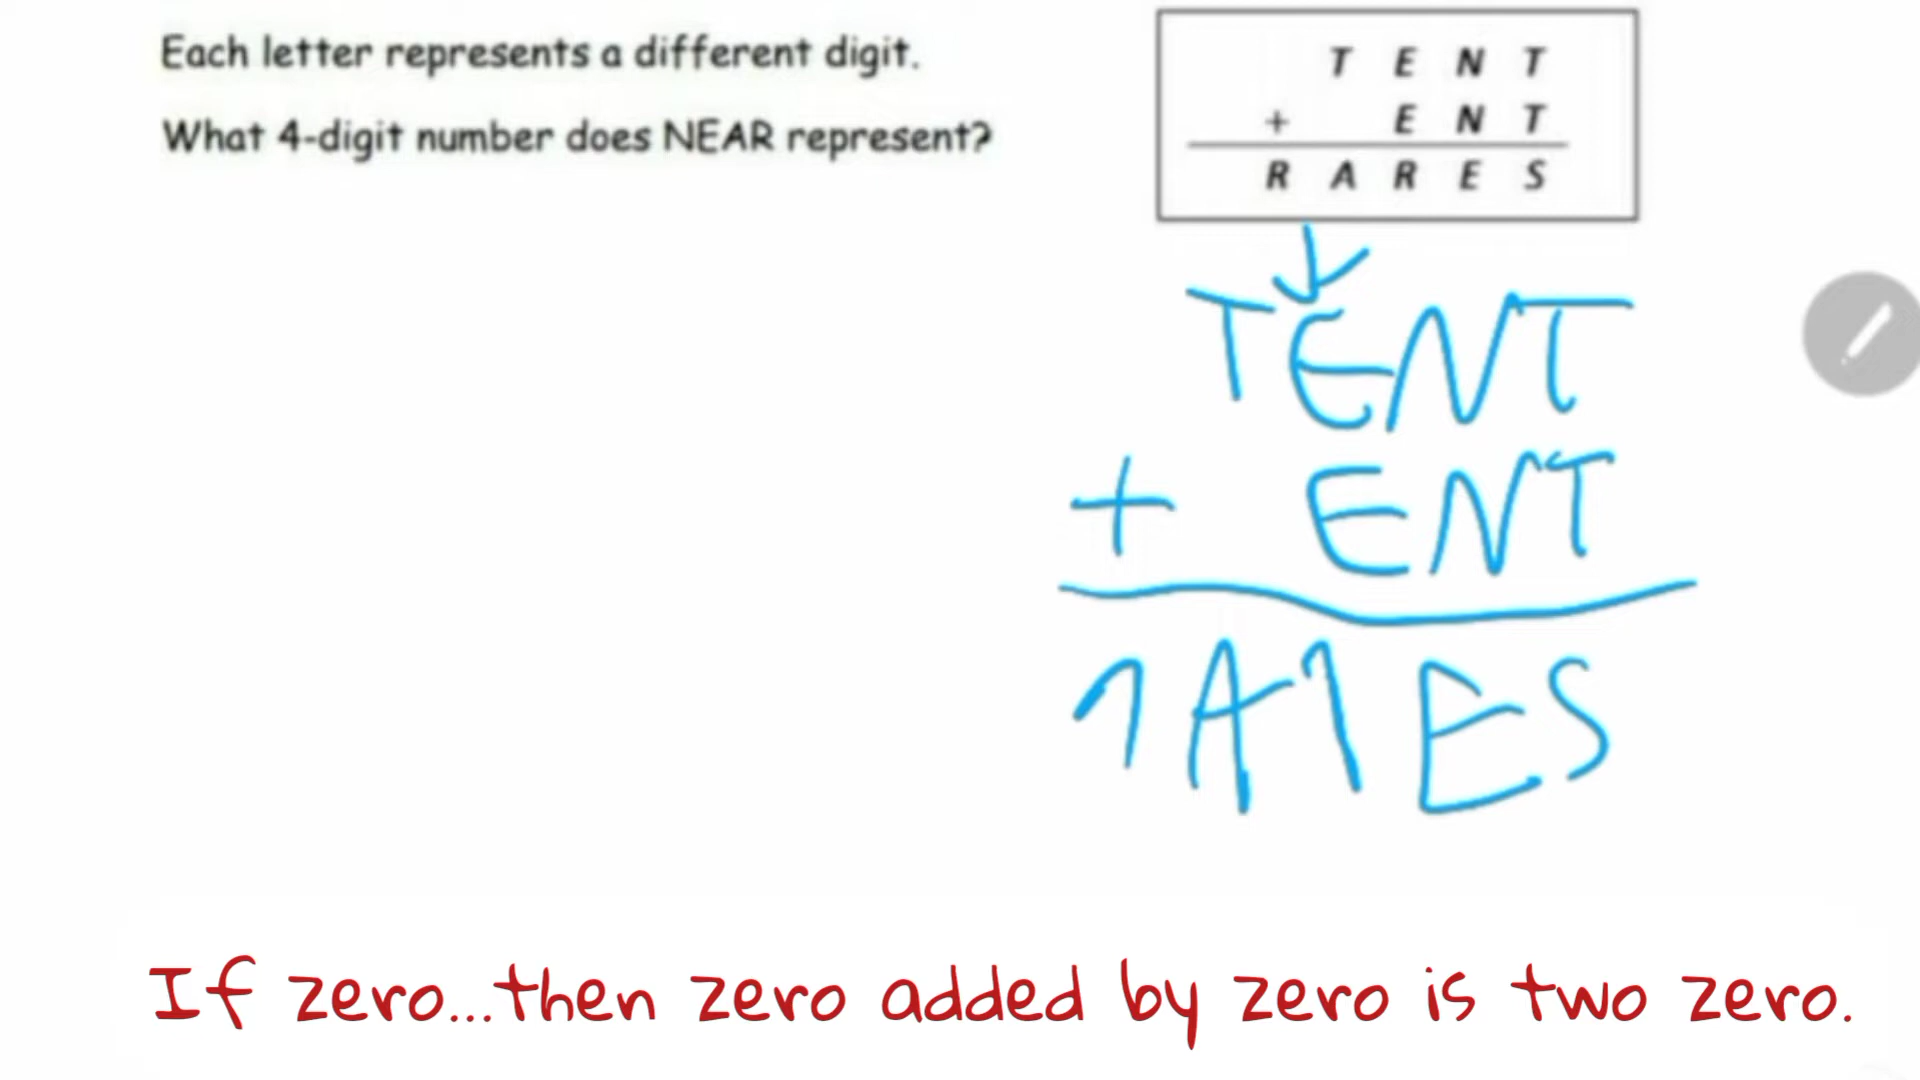 Each letter represents a different digit.
What 4-digit number does NEAR represent?
T E N T
+ E N T
R A R E S
TENT
+ ENT
1A1ES
If zero...then zero added by zero is two zero.